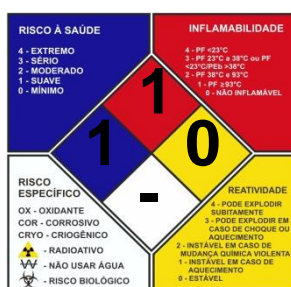 RISCO À SAÚDE
4 - EXTREMO
3 - SÉRIO
2 - MODERADO
1 - SUAVE
0 - MÍNIMO
INFLAMABILIDADE
4 - PF <23°C
3 - PF 23°C a 38°C ou PF
<23°C/PEb >38°C
2 - PF 38°C e 93°C
1 - PF ≥93°C
0 - NÃO INFLAMÁVEL
1
1
0
-
RISCO
ESPECÍFICO
OX - OXIDANTE
COR - CORROSIVO
CRYO - CRIOGÊNICO
- RADIOATIVO
W - NÃO USAR ÁGUA
- RISCO BIOLÓGICO
REATIVIDADE
4 - PODE EXPLODIR
SUBITAMENTE
3 - PODE EXPLODIR EM
CASO DE CHOQUE OU
AQUECIMENTO
2 - INSTÁVEL EM CASO DE
MUDANÇA QUÍMICA VIOLENTA
1 - INSTÁVEL EM CASO DE
AQUECIMENTO
0 - ESTÁVEL